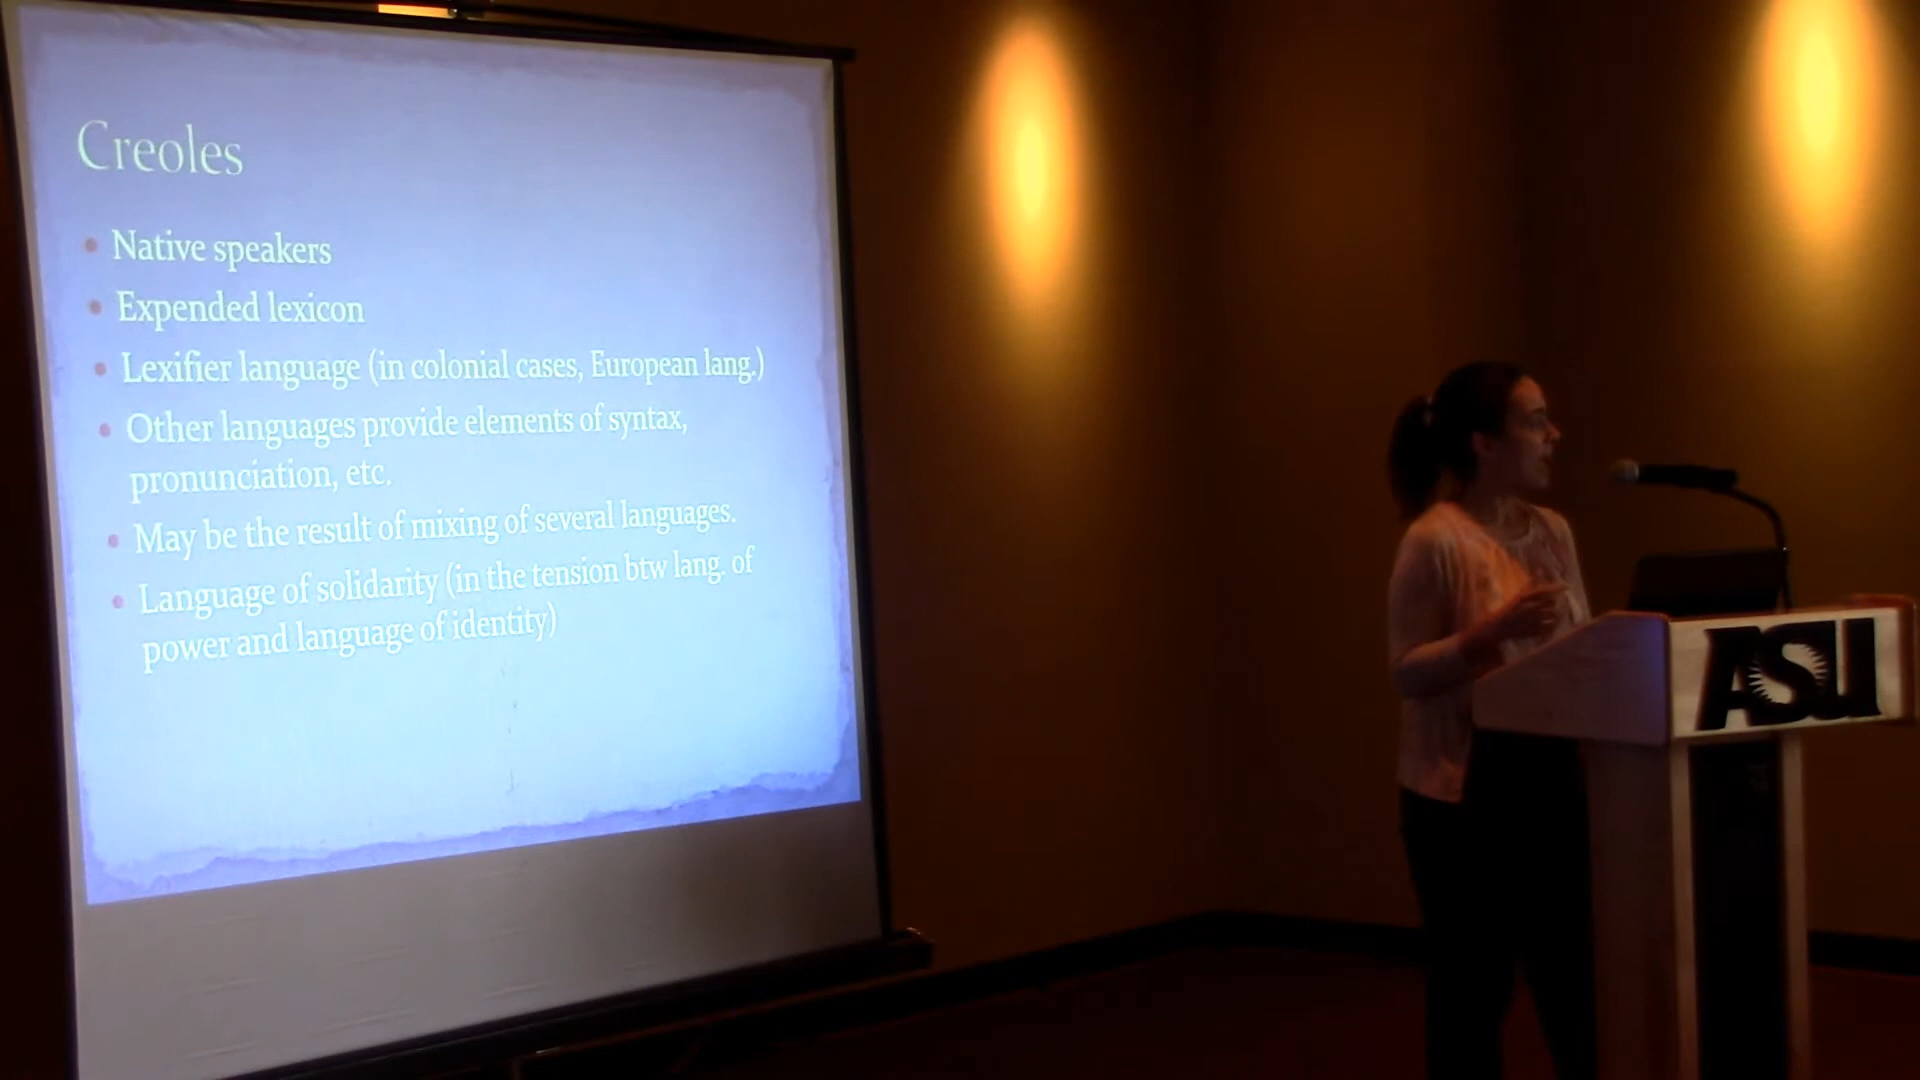 Creoles
• Native speakers
• Expended lexicon
• Lexifier language (in colonial cases, European lang.)
• Other languages provide elements of syntax,
pronunciation, etc.
• May be the result of mixing of several languages.
• Language of solidarity (in the tension btw lang. of
power and language of identity)
ASU